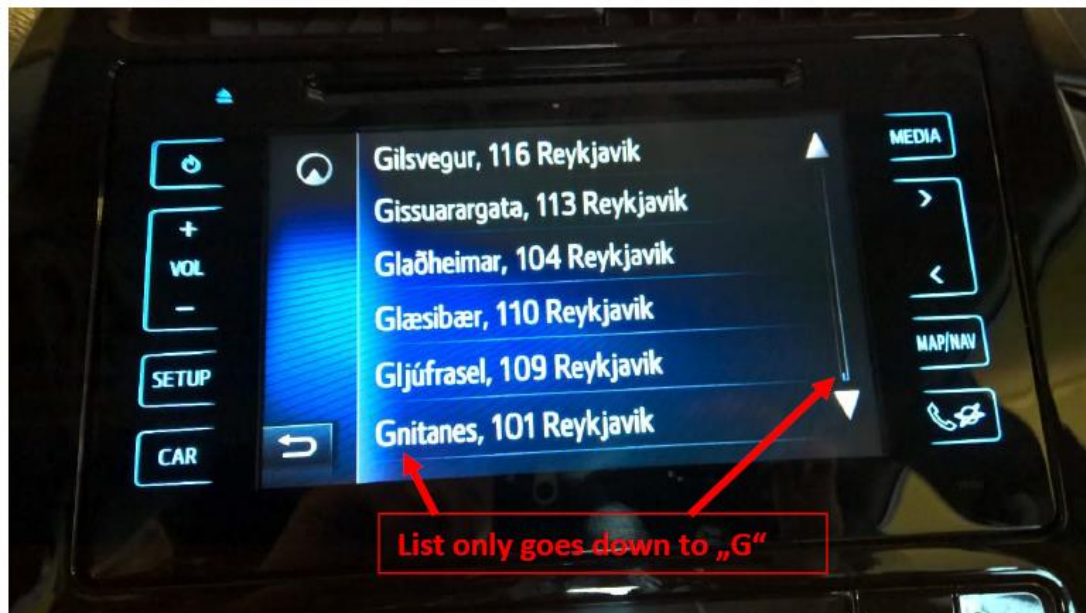 Gilsvegur, 116 Reykjavik
Gissuarargata, 113 Reykjavik
Glaðheimar, 104 Reykjavik
Glæsibær, 110 Reykjavik
Gljúfrasel, 109 Reykjavik
Gnitanes, 101 Reykjavik
+
VOL
−
SETUP
CAR
MEDIA
>
<
MAP/NAV
List only goes down to „G“